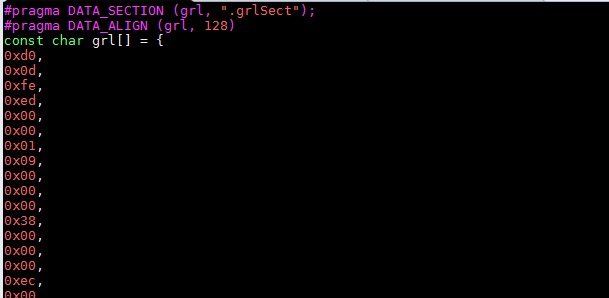 #pragma DATA_SECTION (grl, ".grlSect");
#pragma DATA_ALIGN (grl, 128)
const char grl[] = {
0xd0,
0x0d,
0xfe,
0xed,
0x00,
0x00,
0x01,
0x09,
0x00,
0x00,
0x00,
0x38,
0x00,
0x00,
0x00,
0xec,
0x00